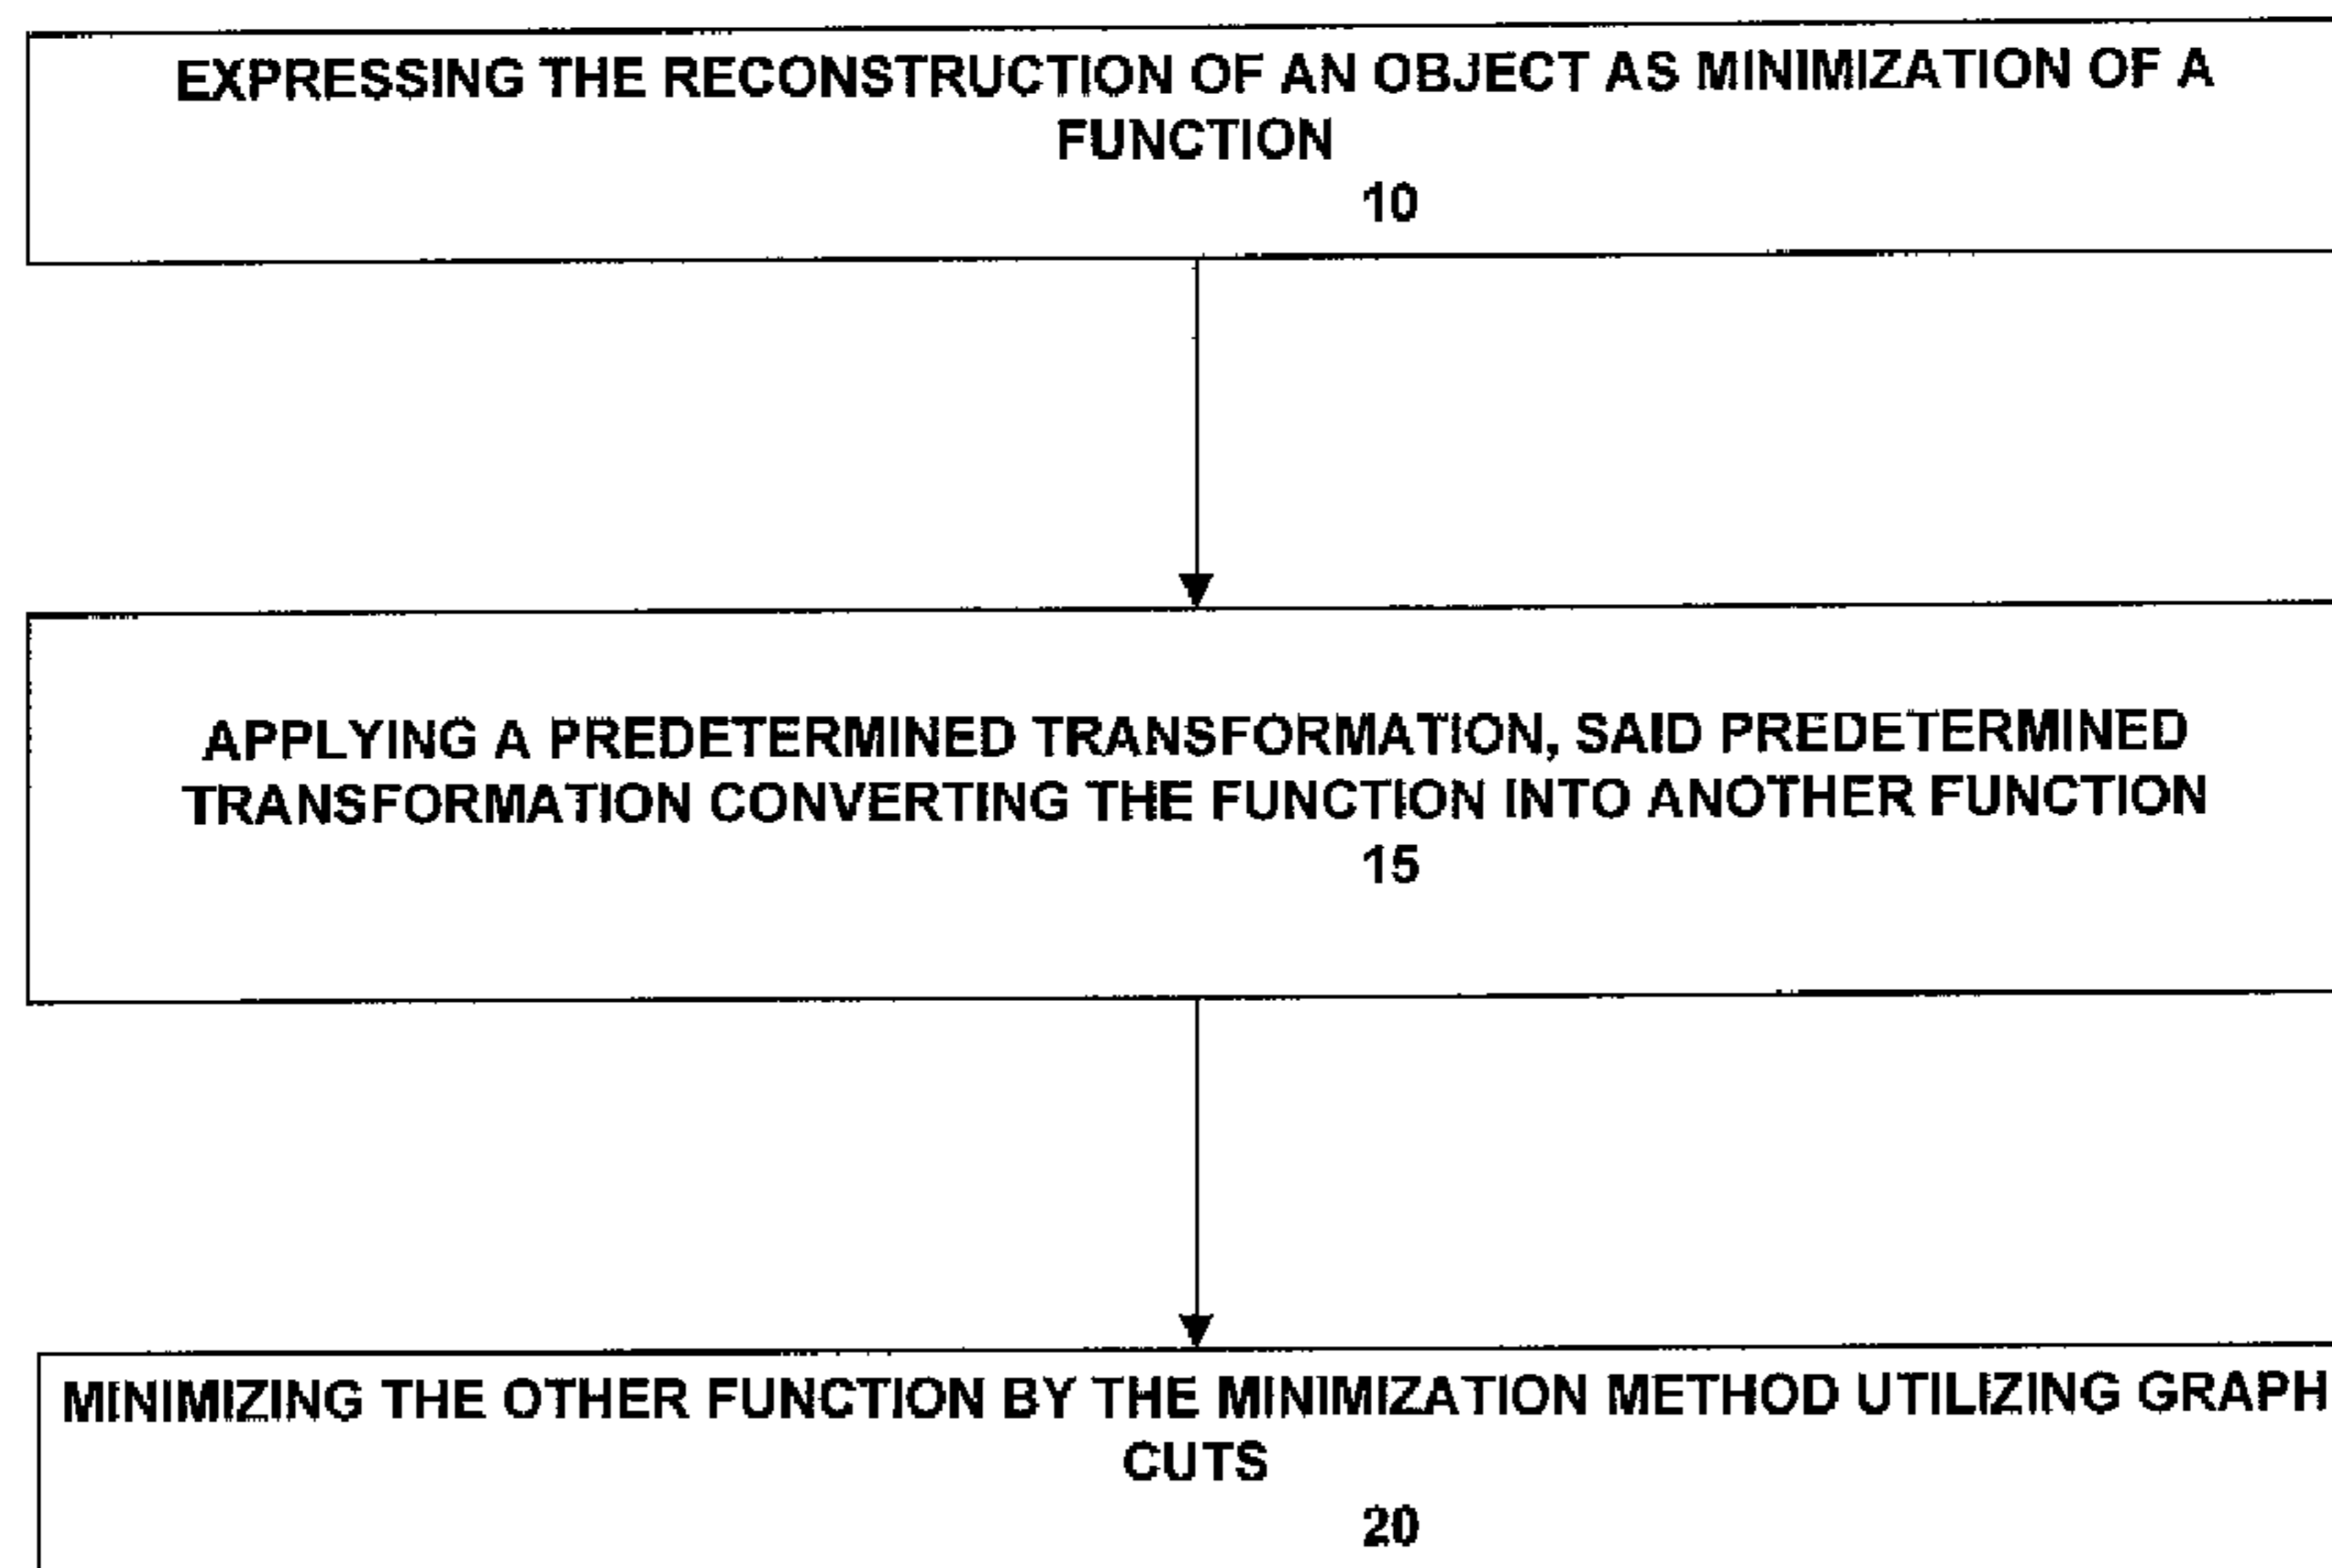 EXPRESSING THE RECONSTRUCTION OF AN OBJECT AS MINIMIZATION OF A
FUNCTION
10
APPLYING A PREDETERMINED TRANSFORMATION, SAID PREDETERMINED
TRANSFORMATION CONVERTING THE FUNCTION INTO ANOTHER FUNCTION
15
MINIMIZING THE OTHER FUNCTION BY THE MINIMIZATION METHOD UTILIZING GRAPH
CUTS
20